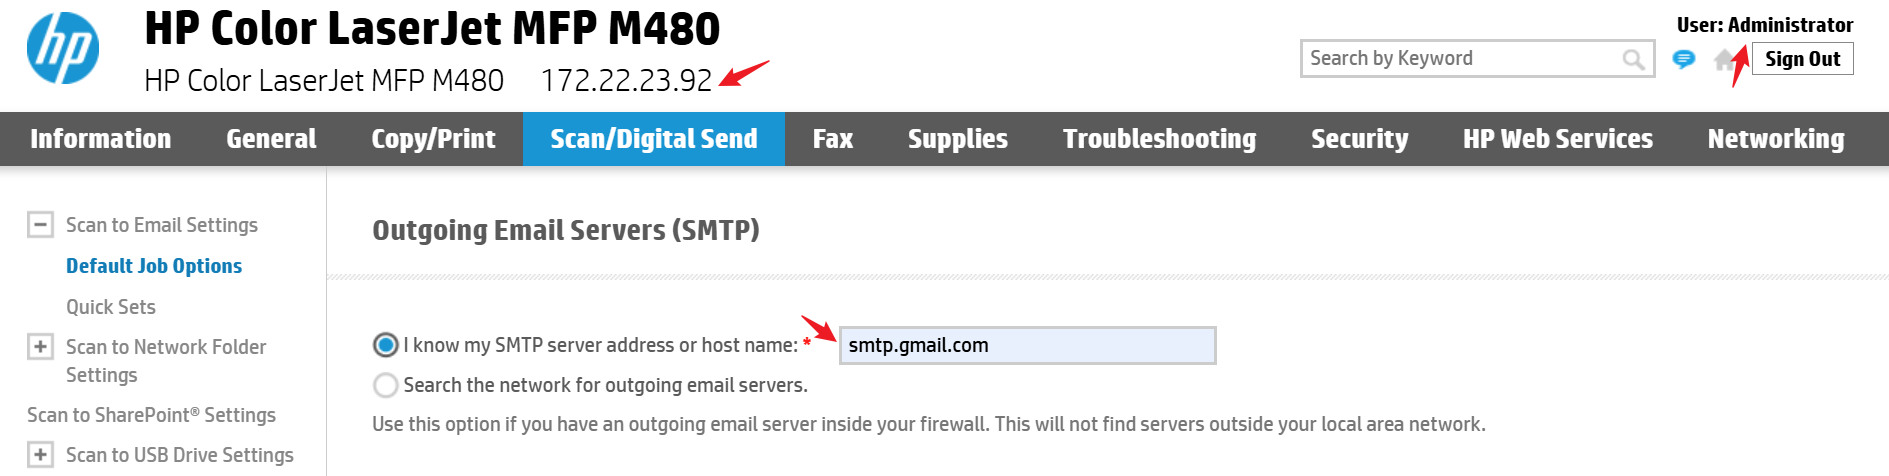 hp
HP Color LaserJet MFP M480
HP Color LaserJet MFP M480 172.22.23.92
User: Administrator
Search by Keyword
Sign Out
Information General Copy/Print Scan/Digital Send Fax Supplies Troubleshooting Security HP Web Services Networking
Scan to Email Settings
Default Job Options
Quick Sets
Scan to Network Folder
Settings
Scan to SharePoint® Settings
Scan to USB Drive Settings
Outgoing Email Servers (SMTP)
I know my SMTP server address or host name: * smtp.gmail.com
Search the network for outgoing email servers.
Use this option if you have an outgoing email server inside your firewall. This will not find servers outside your local area network.